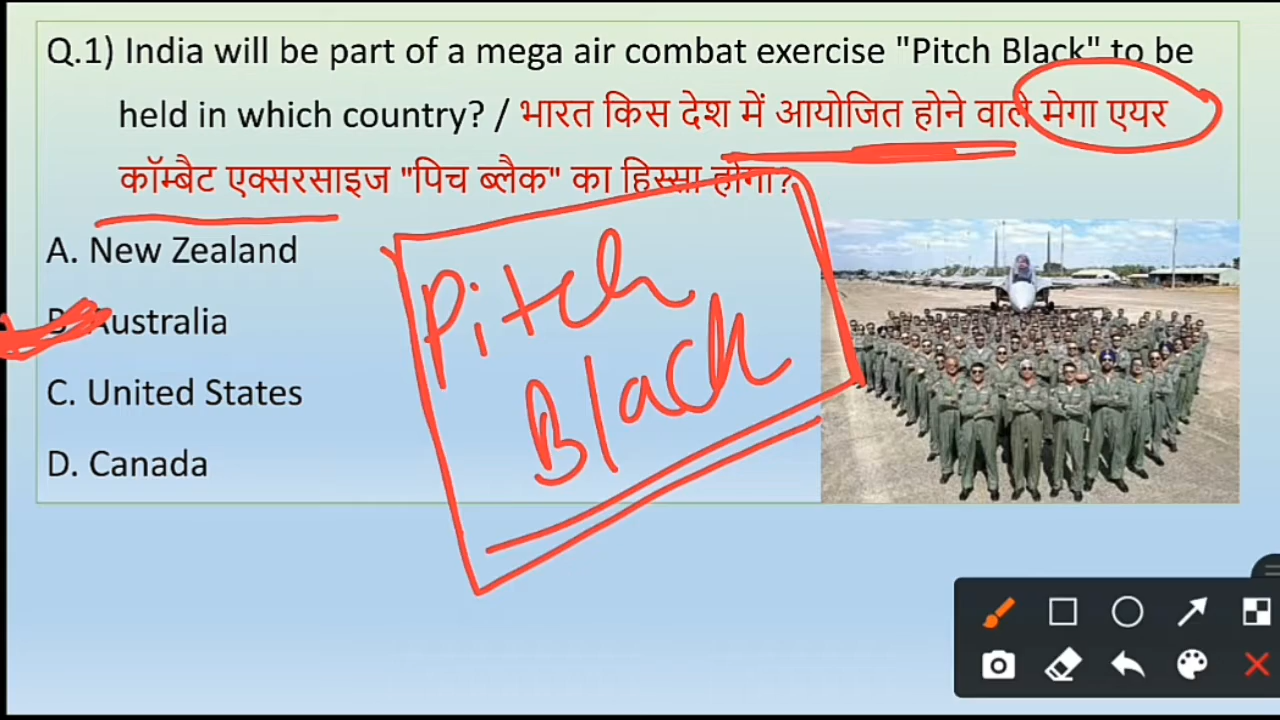 Q.1) India will be part of a mega air combat exercise "Pitch Black" to be
held in which country? / भारत किस देश में आयोजित होने वाले मेगा एयर
कॉम्बैट एक्सरसाइज "पिच ब्लैक" का हिस्सा होगा?
A. New Zealand
B. Australia
C. United States
D. Canada
Pitch
Black